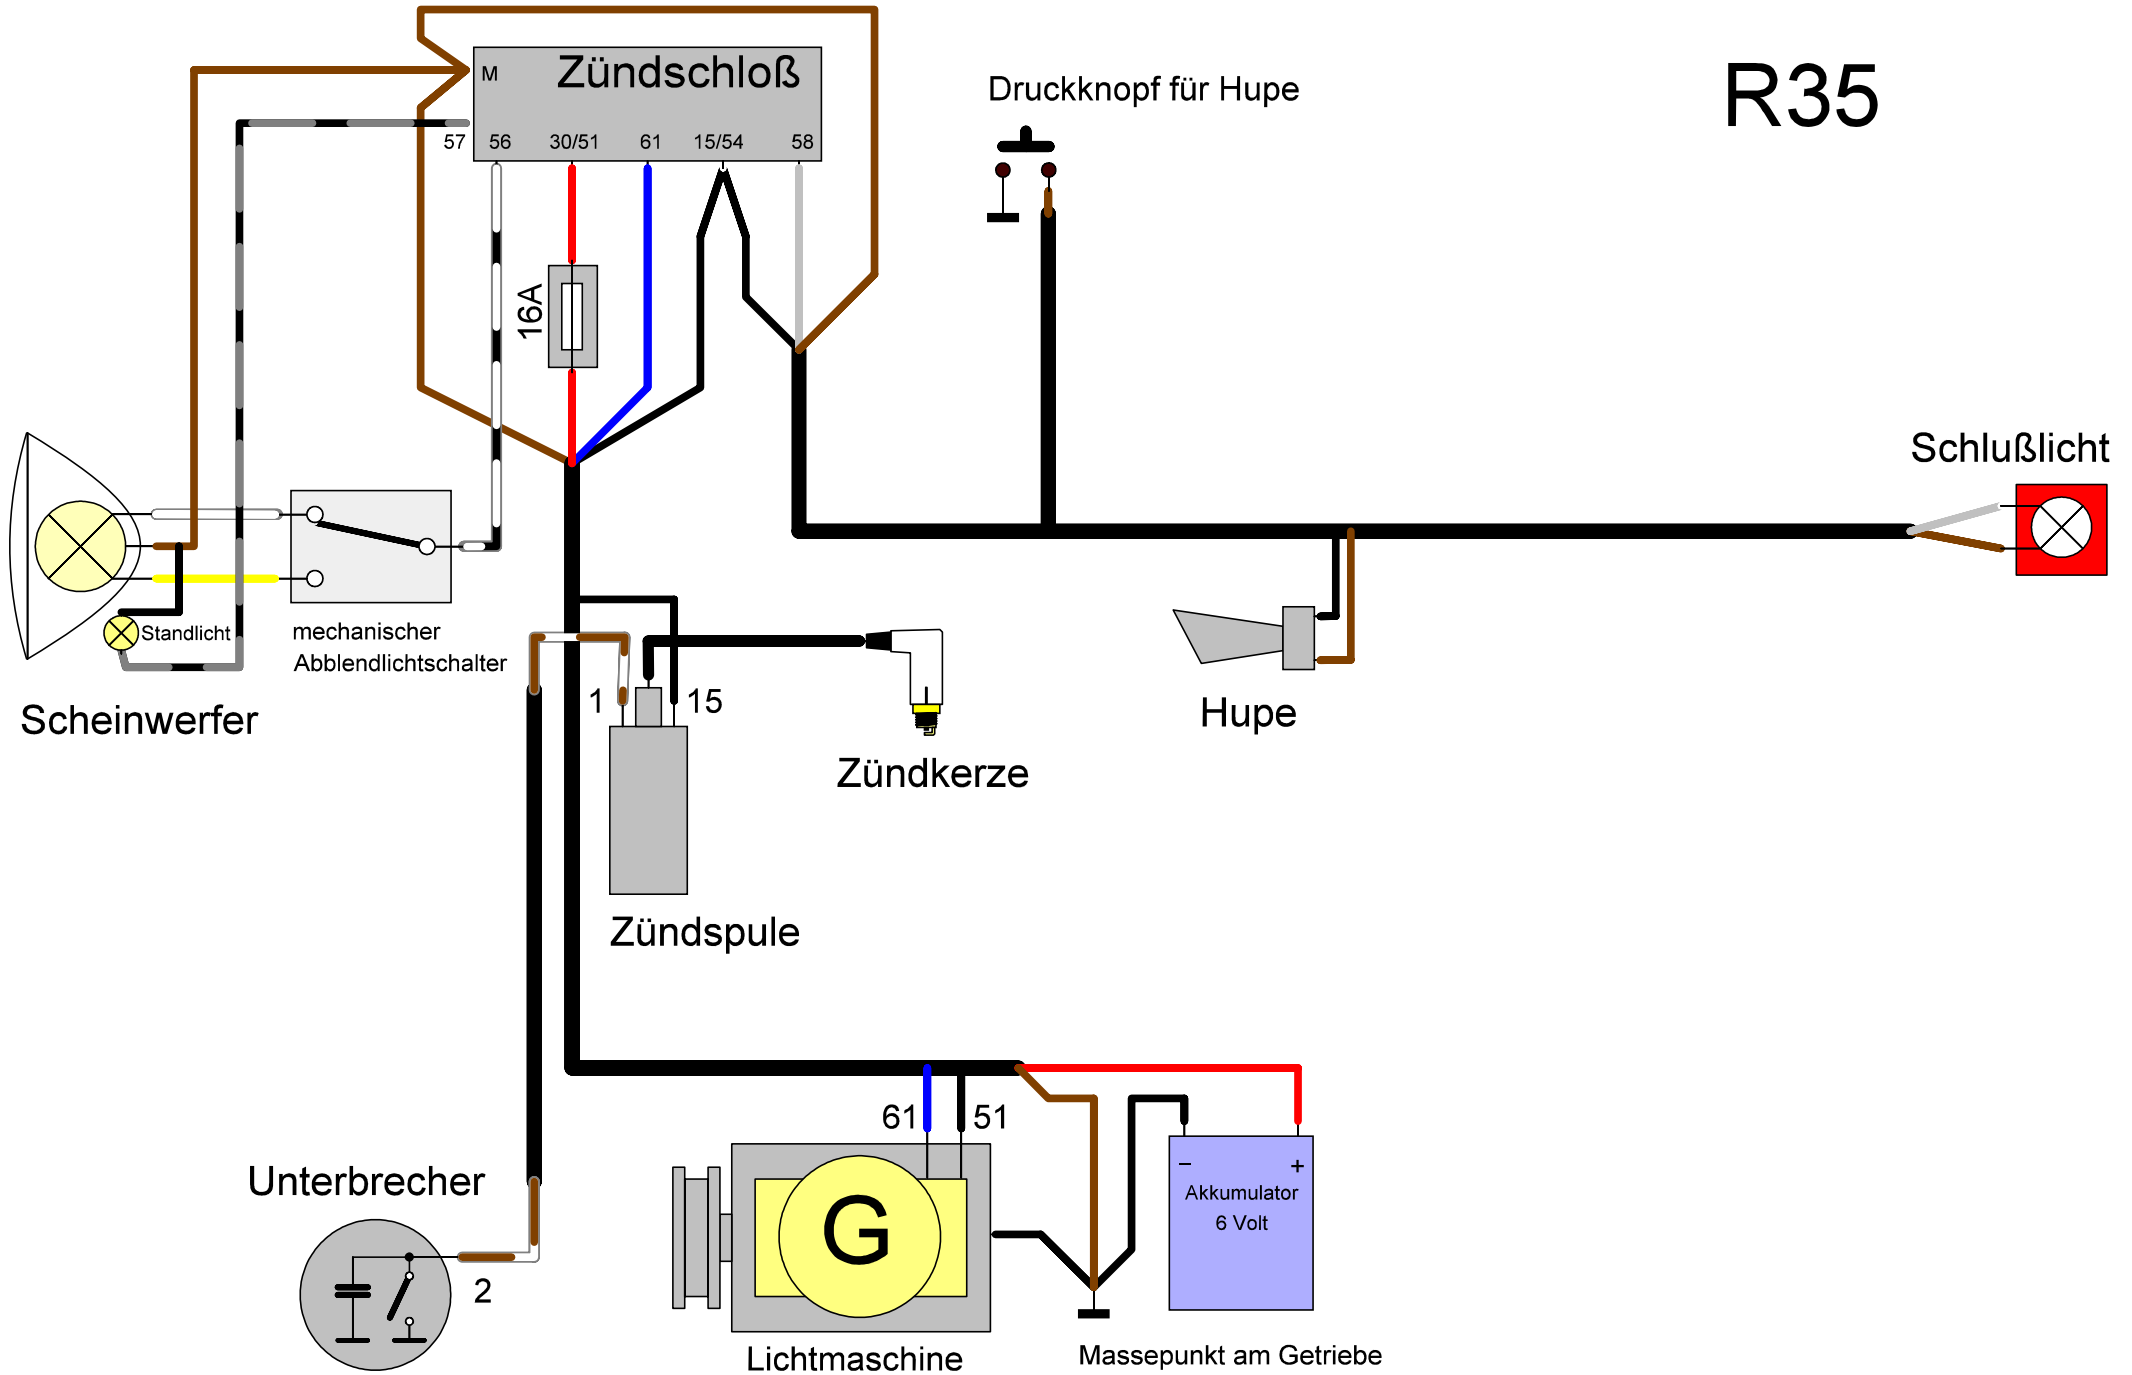 Zündschloß
M
57
56
30/51
61
15/54
58
Druckknopf für Hupe
R35
16A
Schlußlicht
Standlicht
mechanischer
Abblendlichtschalter
Scheinwerfer
1
15
Hupe
Zündkerze
Zündspule
61
51
Unterbrecher
2
G
–
+
Akkumulator
6 Volt
Lichtmaschine
Massepunkt am Getriebe